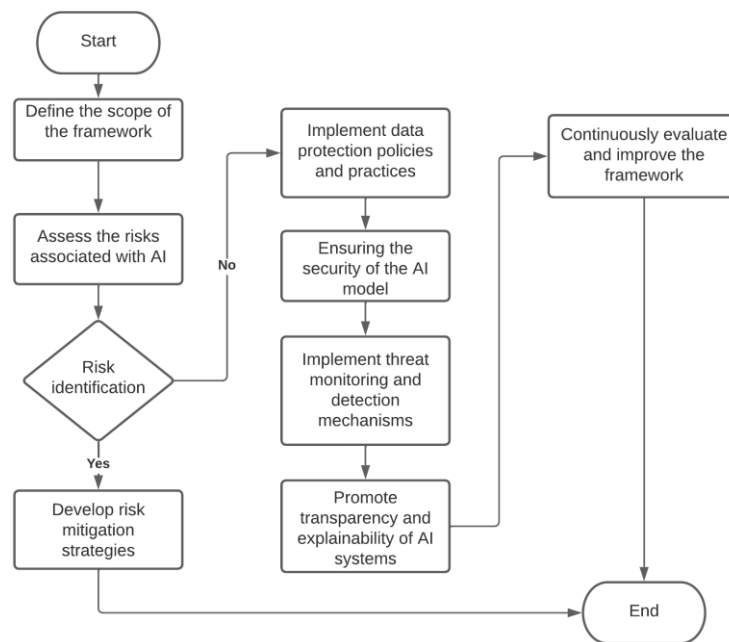 Start
Define the scope of
the framework
Assess the risks
associated with AI
Risk
identification
Yes
Develop risk
mitigation
strategies
No
Implement data
protection policies
and practices
Ensuring the
security of the AI
model
Implement threat
monitoring and
detection
mechanisms
Promote
transparency and
explainability of AI
systems
Continuously evaluate
and improve the
framework
End